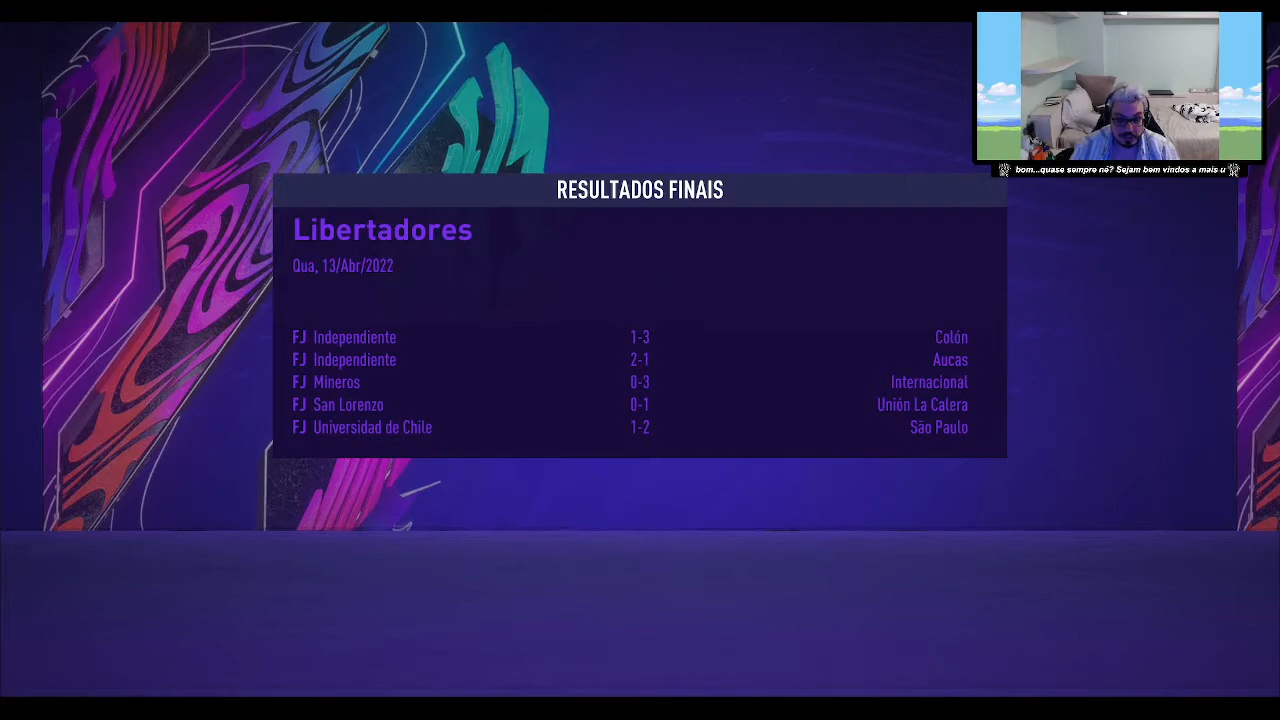 bom...quase sempre né? Sejam bem vindos a mais u
RESULTADOS FINAIS
Libertadores
Qua, 13/Abr/2022
FJ Independiente 1-3 Colón
FJ Independiente 2-1 Aucas
FJ Mineros 0-3 Internacional
FJ San Lorenzo 0-1 Unión La Calera
FJ Universidad de Chile 1-2 São Paulo